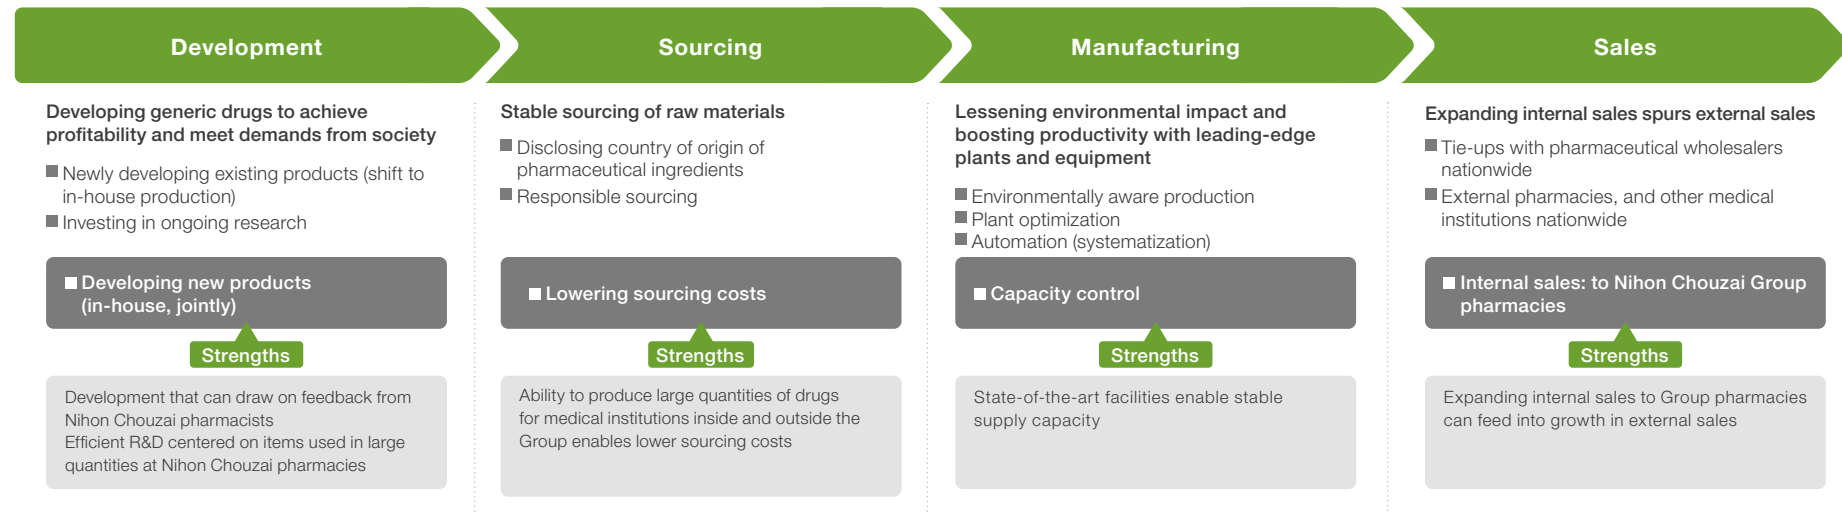 Development
Sourcing
Manufacturing
Sales
Developing generic drugs to achieve
profitability and meet demands from society
Newly developing existing products (shift to
in-house production)
Investing in ongoing research
Developing new products
(in-house, jointly)
Strengths
Development that can draw on feedback from
Nihon Chouzai pharmacists
Efficient R&D centered on items used in large
quantities at Nihon Chouzai pharmacies
Stable sourcing of raw materials
Disclosing country of origin of
pharmaceutical ingredients
Responsible sourcing
Lowering sourcing costs
Strengths
Ability to produce large quantities of drugs
for medical institutions inside and outside the
Group enables lower sourcing costs
Lessening environmental impact and
boosting productivity with leading-edge
plants and equipment
Environmentally aware production
Plant optimization
Automation (systematization)
Capacity control
Strengths
State-of-the-art facilities enable stable
supply capacity
Expanding internal sales spurs external sales
Tie-ups with pharmaceutical wholesalers
nationwide
External pharmacies, and other medical
institutions nationwide
Internal sales: to Nihon Chouzai Group
pharmacies
Strengths
Expanding internal sales to Group pharmacies
can feed into growth in external sales